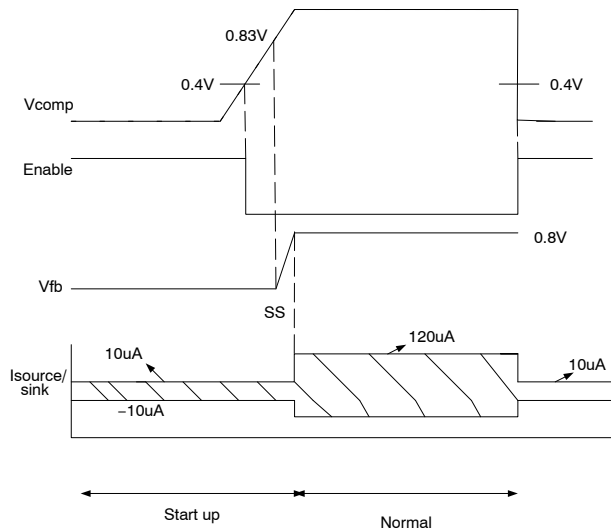 0.83V
0.4V
0.4V
Vcomp
Enable
0.8V
Vfb
SS
10uA
120uA
10uA
Isource/
sink
−10uA
Start up
Normal